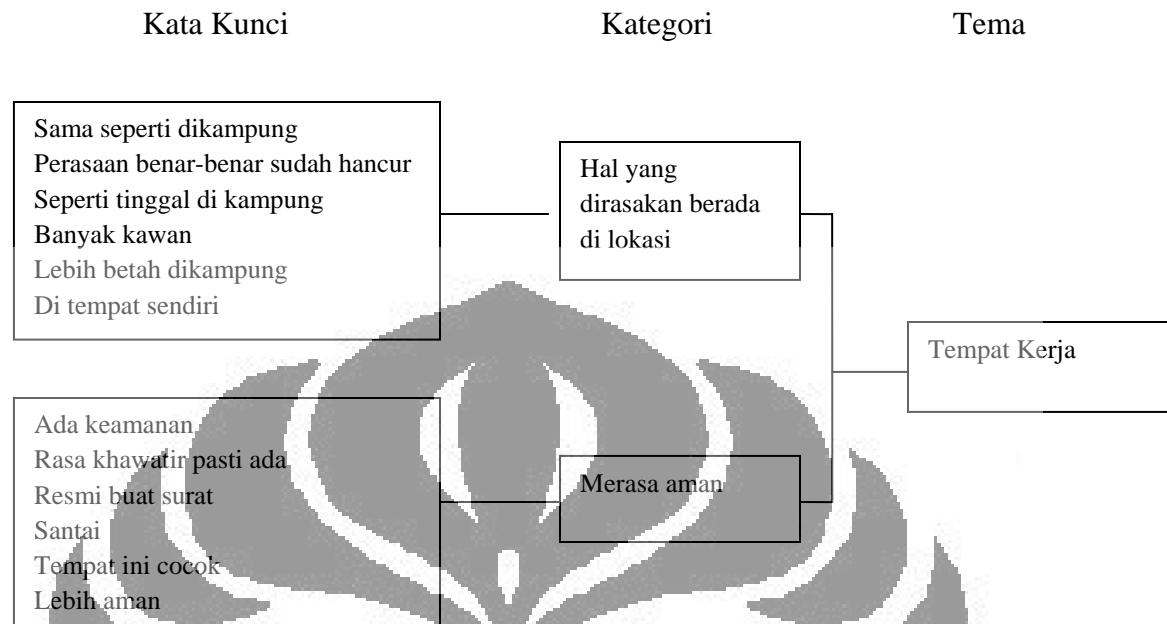 Kata Kunci Kategori Tema
Sama seperti dikampung
Perasaan benar-benar sudah hancur
Seperti tinggal di kampung
Banyak kawan
Lebih betah dikampung
Di tempat sendiri
Hal yang
dirasakan berada
di lokasi
Tempat Kerja
Ada keamanan
Rasa khawatir pasti ada
Resmi buat surat
Santai
Tempat ini cocok
Lebih aman
Merasa aman